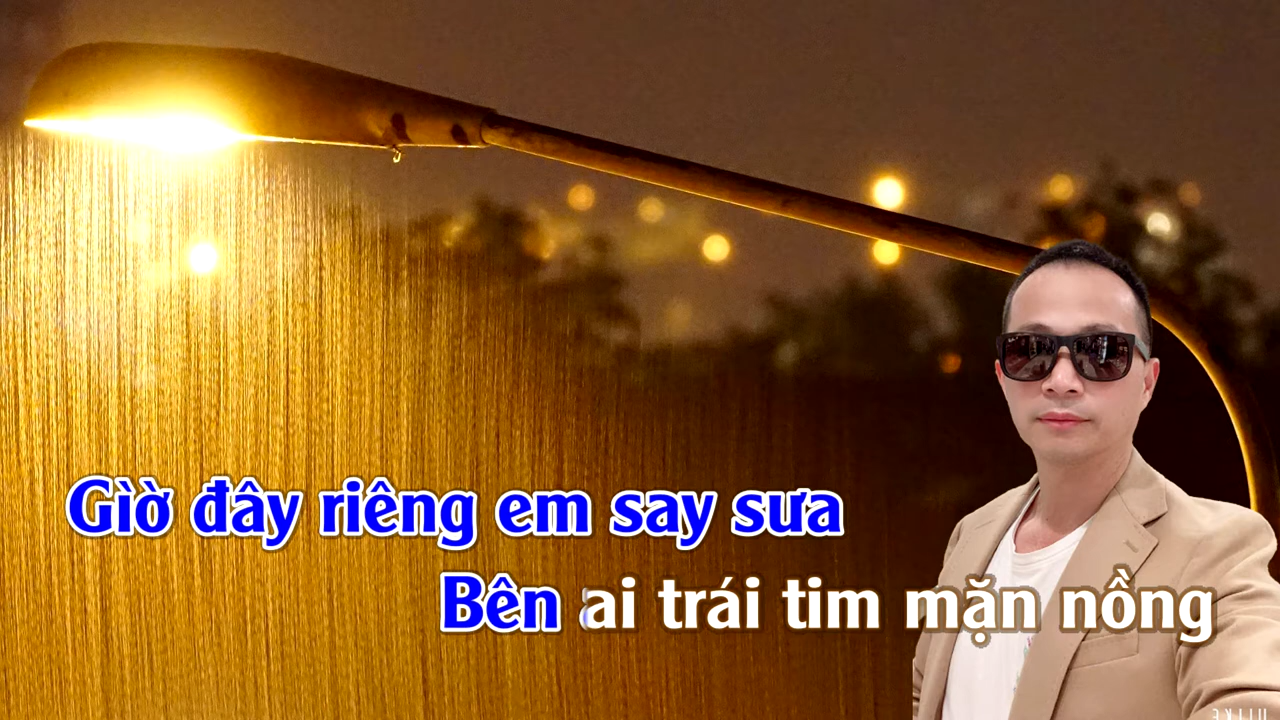 Giờ đây riêng em say sưa
Bên ai trái tim mặn nồng